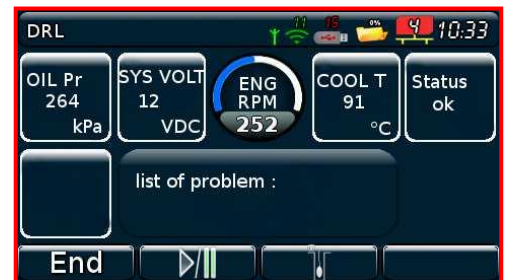 DRL 11 15 0% 4 10:33
OIL Pr
264
kPa
SYS VOLT
12
VDC
ENG
RPM
252
COOL T
91
°C
Status
ok
list of problem :
End